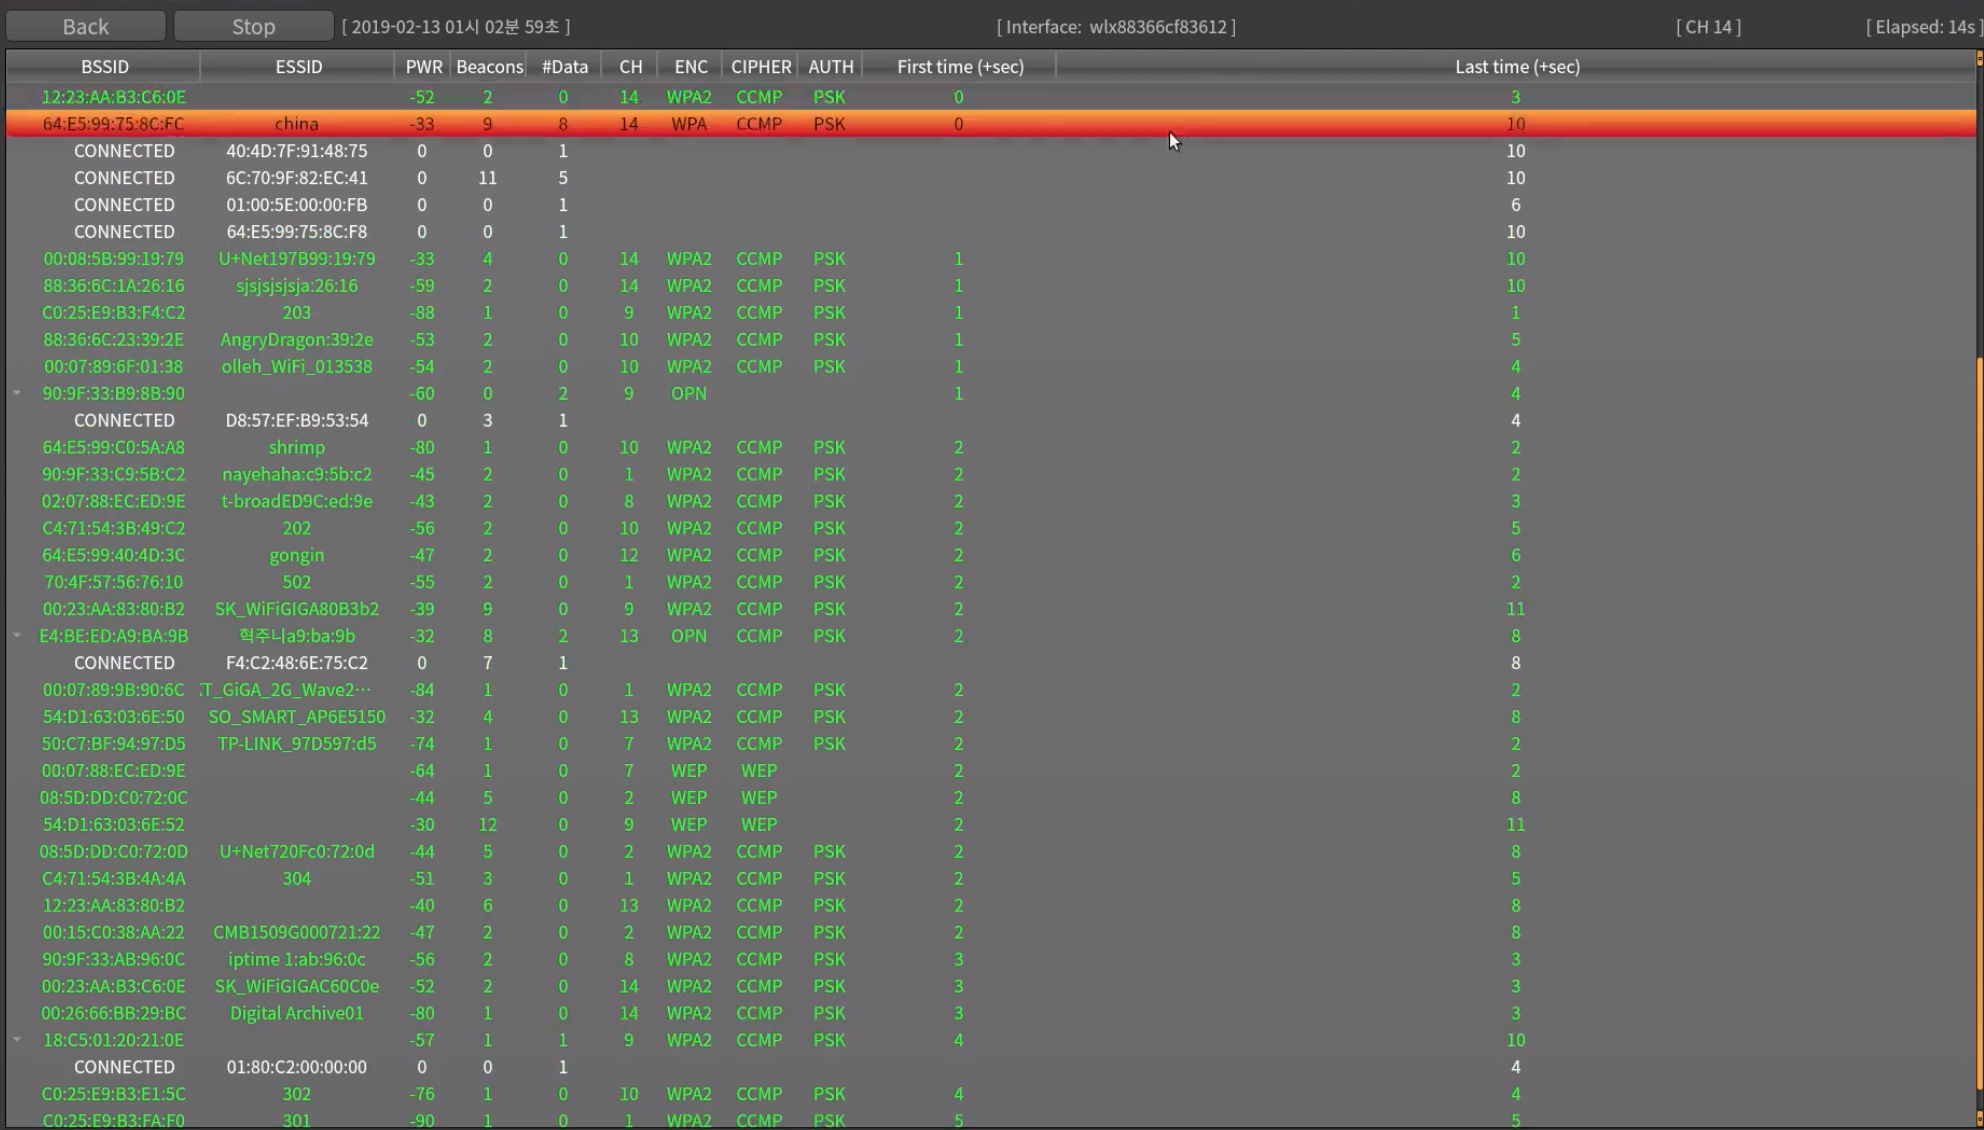 Back Stop [ 2019-02-13 01시 02분 59초 ] [ Interface: wlx88366cf83612 ] [ CH 14 ] [ Elapsed: 14s ]
BSSID ESSID PWR Beacons #Data CH ENC CIPHER AUTH First time (+sec) Last time (+sec)
12:23:AA:B3:C6:0E -52 2 0 14 WPA2 CCMP PSK 0 3
64:E5:99:75:8C:FC china -33 9 8 14 WPA CCMP PSK 0 10
CONNECTED 40:4D:7F:91:48:75 0 0 1 10
CONNECTED 6C:70:9F:82:EC:41 0 11 5 10
CONNECTED 01:00:5E:00:00:FB 0 0 1 6
CONNECTED 64:E5:99:75:8C:F8 0 0 1 10
00:08:5B:99:19:79 U+Net197B99:19:79 -33 4 0 14 WPA2 CCMP PSK 1 10
88:36:6C:1A:26:16 sjsjsjsjsja:26:16 -59 2 0 14 WPA2 CCMP PSK 1 10
C0:25:E9:B3:F4:C2 203 -88 1 0 9 WPA2 CCMP PSK 1 1
88:36:6C:23:39:2E AngryDragon:39:2e -53 2 0 10 WPA2 CCMP PSK 1 5
00:07:89:6F:01:38 olleh_WiFi_013538 -54 2 0 10 WPA2 CCMP PSK 1 4
90:9F:33:B9:8B:90 -60 0 2 9 OPN 1 4
CONNECTED D8:57:EF:B9:53:54 0 3 1 4
64:E5:99:C0:5A:A8 shrimp -80 1 0 10 WPA2 CCMP PSK 2 2
90:9F:33:C9:5B:C2 nayehaha:c9:5b:c2 -45 2 0 1 WPA2 CCMP PSK 2 2
02:07:88:EC:ED:9E t-broadED9C:ed:9e -43 2 0 8 WPA2 CCMP PSK 2 3
C4:71:54:3B:49:C2 202 -56 2 0 10 WPA2 CCMP PSK 2 5
64:E5:99:40:4D:3C gongin -47 2 0 12 WPA2 CCMP PSK 2 6
70:4F:57:56:76:10 502 -55 2 0 1 WPA2 CCMP PSK 2 2
00:23:AA:83:80:B2 SK_WiFiGIGA80B3b2 -39 9 0 9 WPA2 CCMP PSK 2 11
E4:BE:ED:A9:BA:9B 혁주니a9:ba:9b -32 8 2 13 OPN CCMP PSK 2 8
CONNECTED F4:C2:48:6E:75:C2 0 7 1 8
00:07:89:9B:90:6C T_GiGA_2G_Wave2… -84 1 0 1 WPA2 CCMP PSK 2 2
54:D1:63:03:6E:50 SO_SMART_AP6E5150 -32 4 0 13 WPA2 CCMP PSK 2 8
50:C7:BF:94:97:D5 TP-LINK_97D597:d5 -74 1 0 7 WPA2 CCMP PSK 2 2
00:07:88:EC:ED:9E -64 1 0 7 WEP WEP 2 2
08:5D:DD:C0:72:0C -44 5 0 2 WEP WEP 2 8
54:D1:63:03:6E:52 -30 12 0 9 WEP WEP 2 11
08:5D:DD:C0:72:0D U+Net720Fc0:72:0d -44 5 0 2 WPA2 CCMP PSK 2 8
C4:71:54:3B:4A:4A 304 -51 3 0 1 WPA2 CCMP PSK 2 5
12:23:AA:83:80:B2 -40 6 0 13 WPA2 CCMP PSK 2 8
00:15:C0:38:AA:22 CMB1509G000721:22 -47 2 0 2 WPA2 CCMP PSK 2 8
90:9F:33:AB:96:0C iptime 1:ab:96:0c -56 2 0 8 WPA2 CCMP PSK 3 3
00:23:AA:B3:C6:0E SK_WiFiGIGAC60C0e -52 2 0 14 WPA2 CCMP PSK 3 3
00:26:66:BB:29:BC Digital Archive01 -80 1 0 14 WPA2 CCMP PSK 3 3
18:C5:01:20:21:0E -57 1 1 9 WPA2 CCMP PSK 4 10
CONNECTED 01:80:C2:00:00:00 0 0 1 4
C0:25:E9:B3:E1:5C 302 -76 1 0 10 WPA2 CCMP PSK 4 4
C0:25:E9:B3:FA:F0 301 -90 1 0 1 WPA2 CCMP PSK 5 5